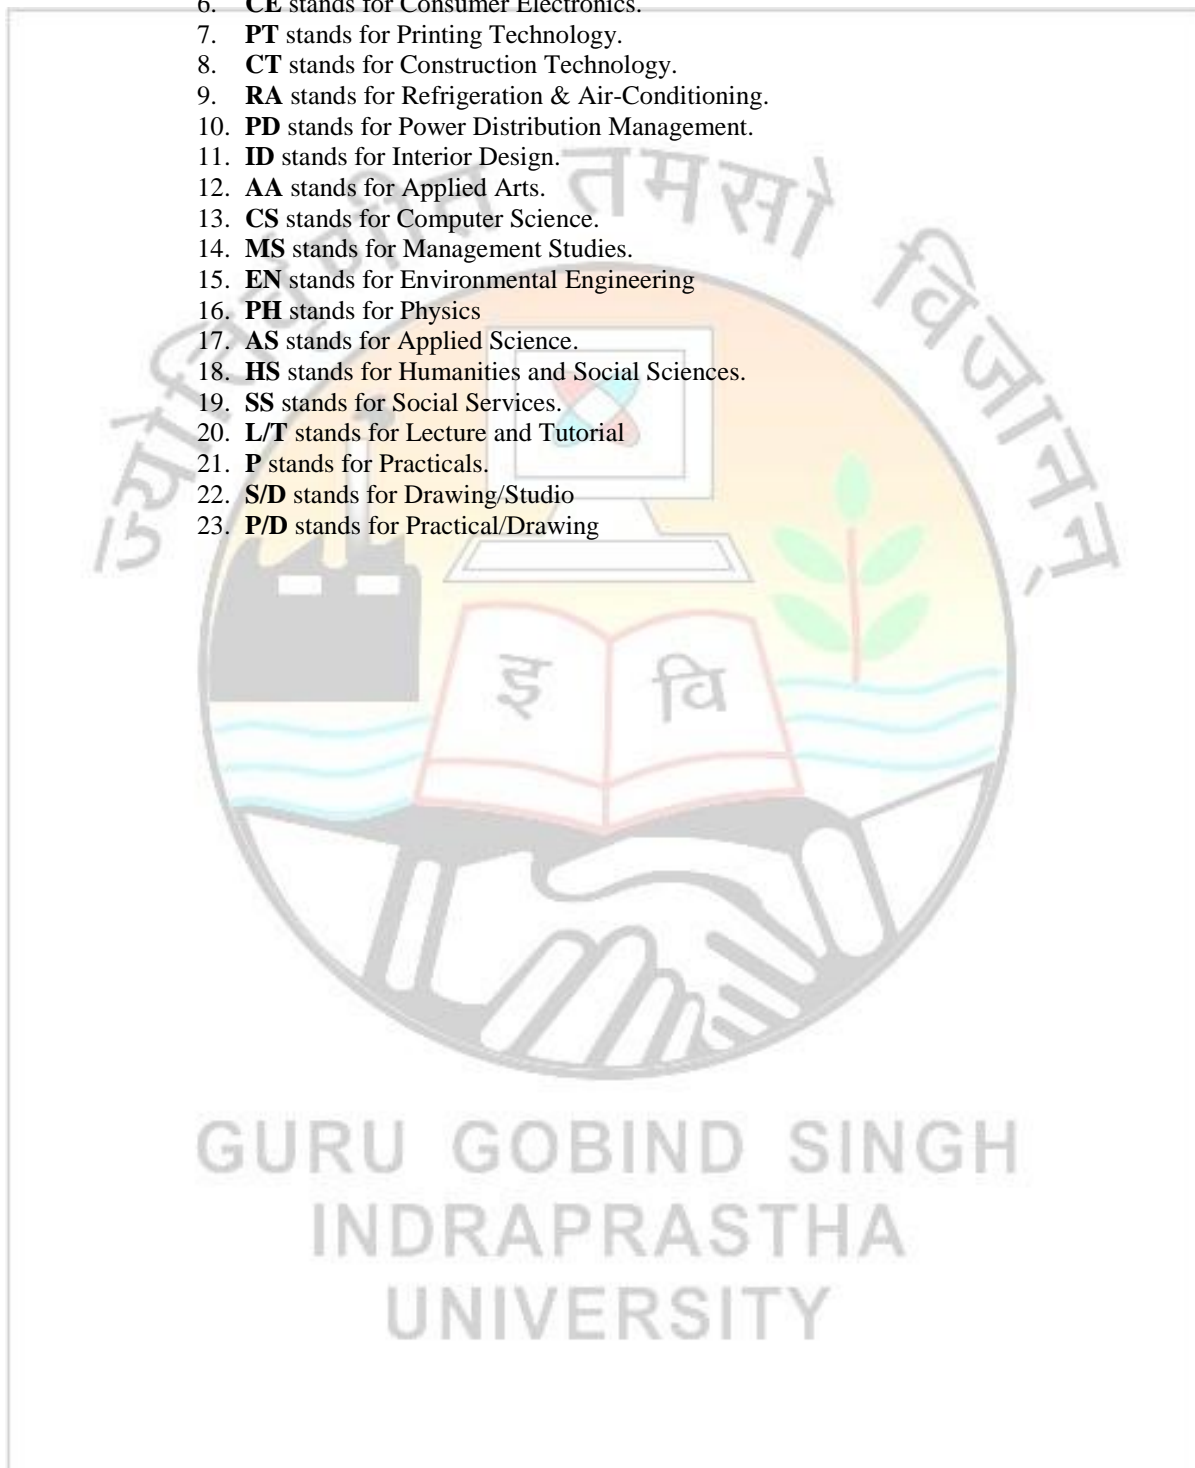 6. CE stands for Consumer Electronics.
7. PT stands for Printing Technology.
8. CT stands for Construction Technology.
9. RA stands for Refrigeration & Air-Conditioning.
10. PD stands for Power Distribution Management.
11. ID stands for Interior Design.
12. AA stands for Applied Arts.
13. CS stands for Computer Science.
14. MS stands for Management Studies.
15. EN stands for Environmental Engineering
16. PH stands for Physics
17. AS stands for Applied Science.
18. HS stands for Humanities and Social Sciences.
19. SS stands for Social Services.
20. L/T stands for Lecture and Tutorial
21. P stands for Practicals.
22. S/D stands for Drawing/Studio
23. P/D stands for Practical/Drawing
तमसो
इ वि
GURU GOBIND SINGH
INDRAPRASTHA
UNIVERSITY